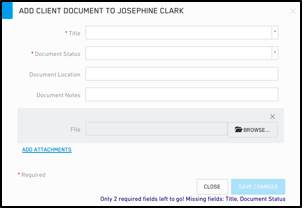 ADD CLIENT DOCUMENT TO JOSEPHINE CLARK
* Title
* Document Status
Document Location
Document Notes
File
BROWSE...
ADD ATTACHMENTS
* Required
CLOSE
SAVE CHANGES
Only 2 required fields left to go! Missing fields: Title, Document Status